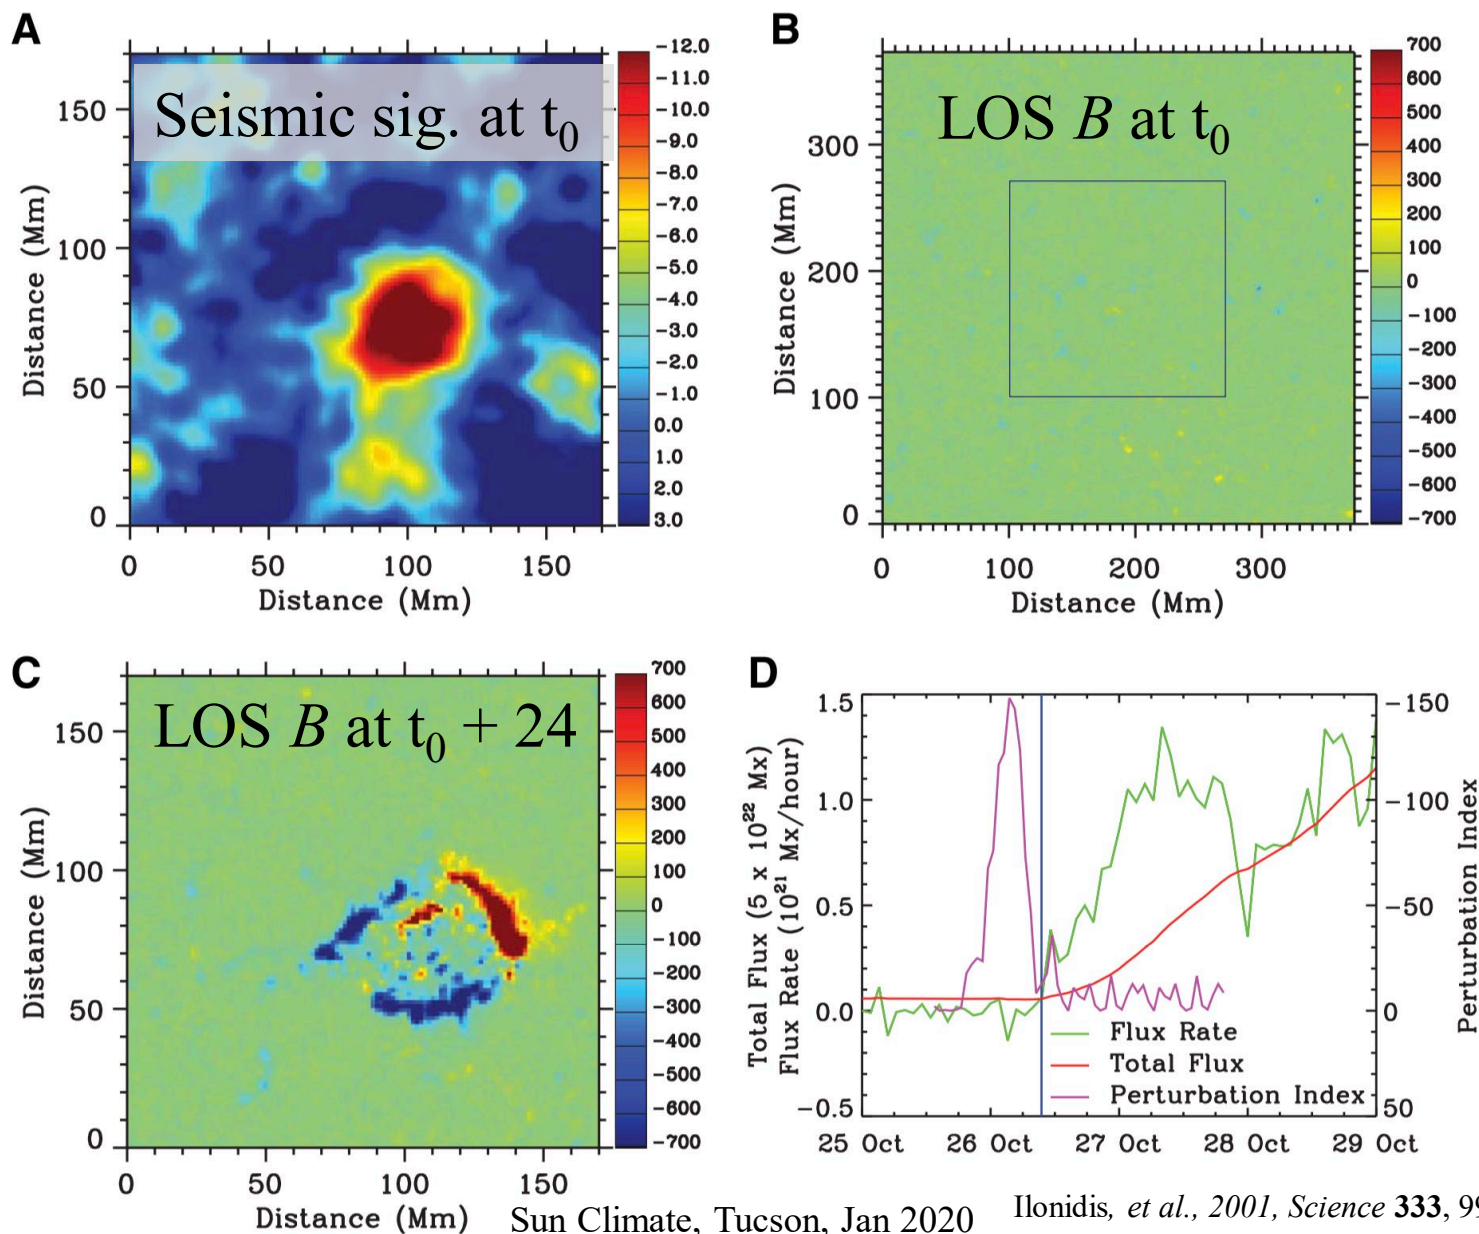 A
Seismic sig. at t0
150
100
50
0
Distance (Mm)
0 50 100 150
Distance (Mm)
-12.0
-11.0
-10.0
-9.0
-8.0
-7.0
-6.0
-5.0
-4.0
-3.0
-2.0
-1.0
0.0
1.0
2.0
3.0
B
LOS B at t0
300
200
100
0
Distance (Mm)
0 100 200 300
Distance (Mm)
700
600
500
400
300
200
100
0
-100
-200
-300
-400
-500
-600
-700
C
LOS B at t0 + 24
150
100
50
0
Distance (Mm)
0 50 100 150
Distance (Mm)
700
600
500
400
300
200
100
0
-100
-200
-300
-400
-500
-600
-700
D
Total Flux (5 x 10^22 Mx)
Flux Rate (10^21 Mx/hour)
1.5
1.0
0.5
0.0
-0.5
-150
-100
-50
0
50
Perturbation Index
Flux Rate
Total Flux
Perturbation Index
25 Oct 26 Oct 27 Oct 28 Oct 29 Oct
Sun Climate, Tucson, Jan 2020
Ilonidis, et al., 2001, Science 333, 99